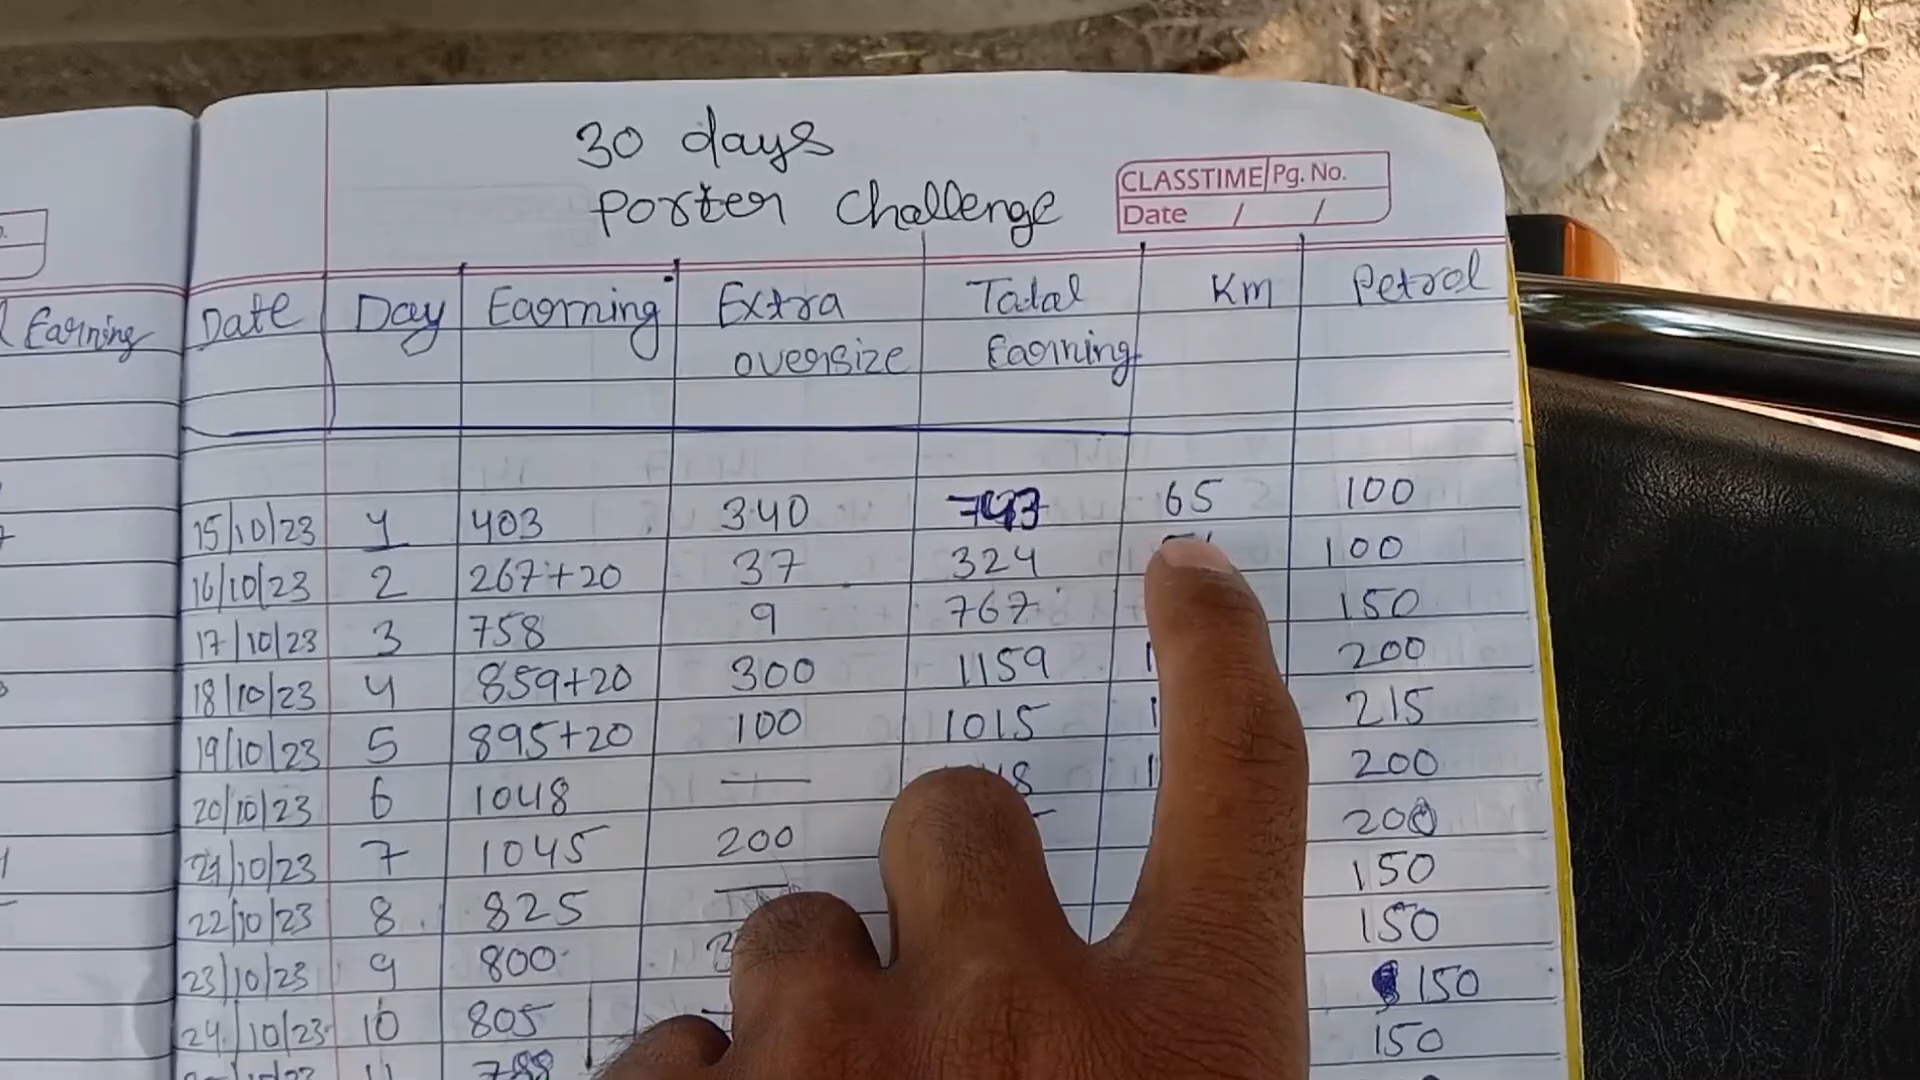 30 days
Porter Challenge
CLASSTIME Pg. No.
Date / /
Earning Date Day Earning Extra oversize Total Earning Km Petrol
15/10/23 1 403 340 743 65 100
16/10/23 2 267+20 37 324 100
17/10/23 3 758 9 767 150
18/10/23 4 859+20 300 1159 200
19/10/23 5 895+20 100 1015 215
20/10/23 6 1048 — 200
21/10/23 7 1045 200 200
22/10/23 8 825 — 150
23/10/23 9 800 150
24/10/23 10 805 150
11 788 150